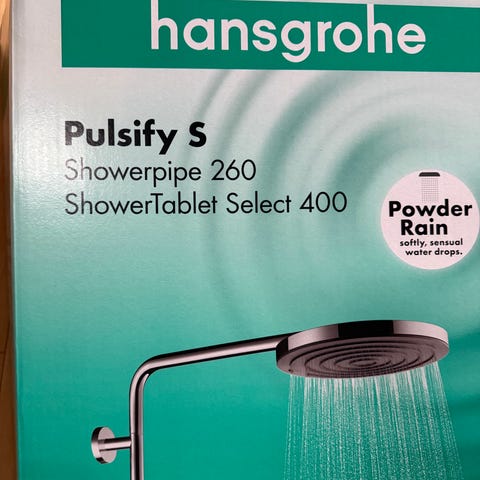 hansgrohe
Pulsify S
Showerpipe 260
ShowerTablet Select 400
Powder
Rain
softly, sensual
water drops.